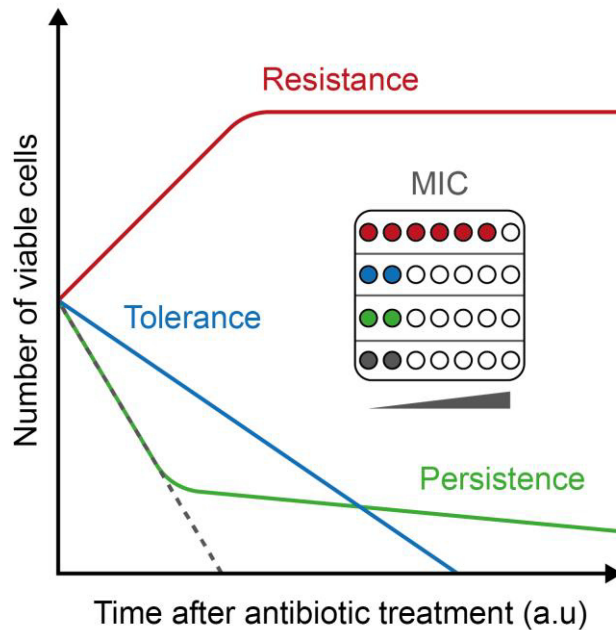 Resistance
MIC
Tolerance
Persistence
Number of viable cells
Time after antibiotic treatment (a.u)